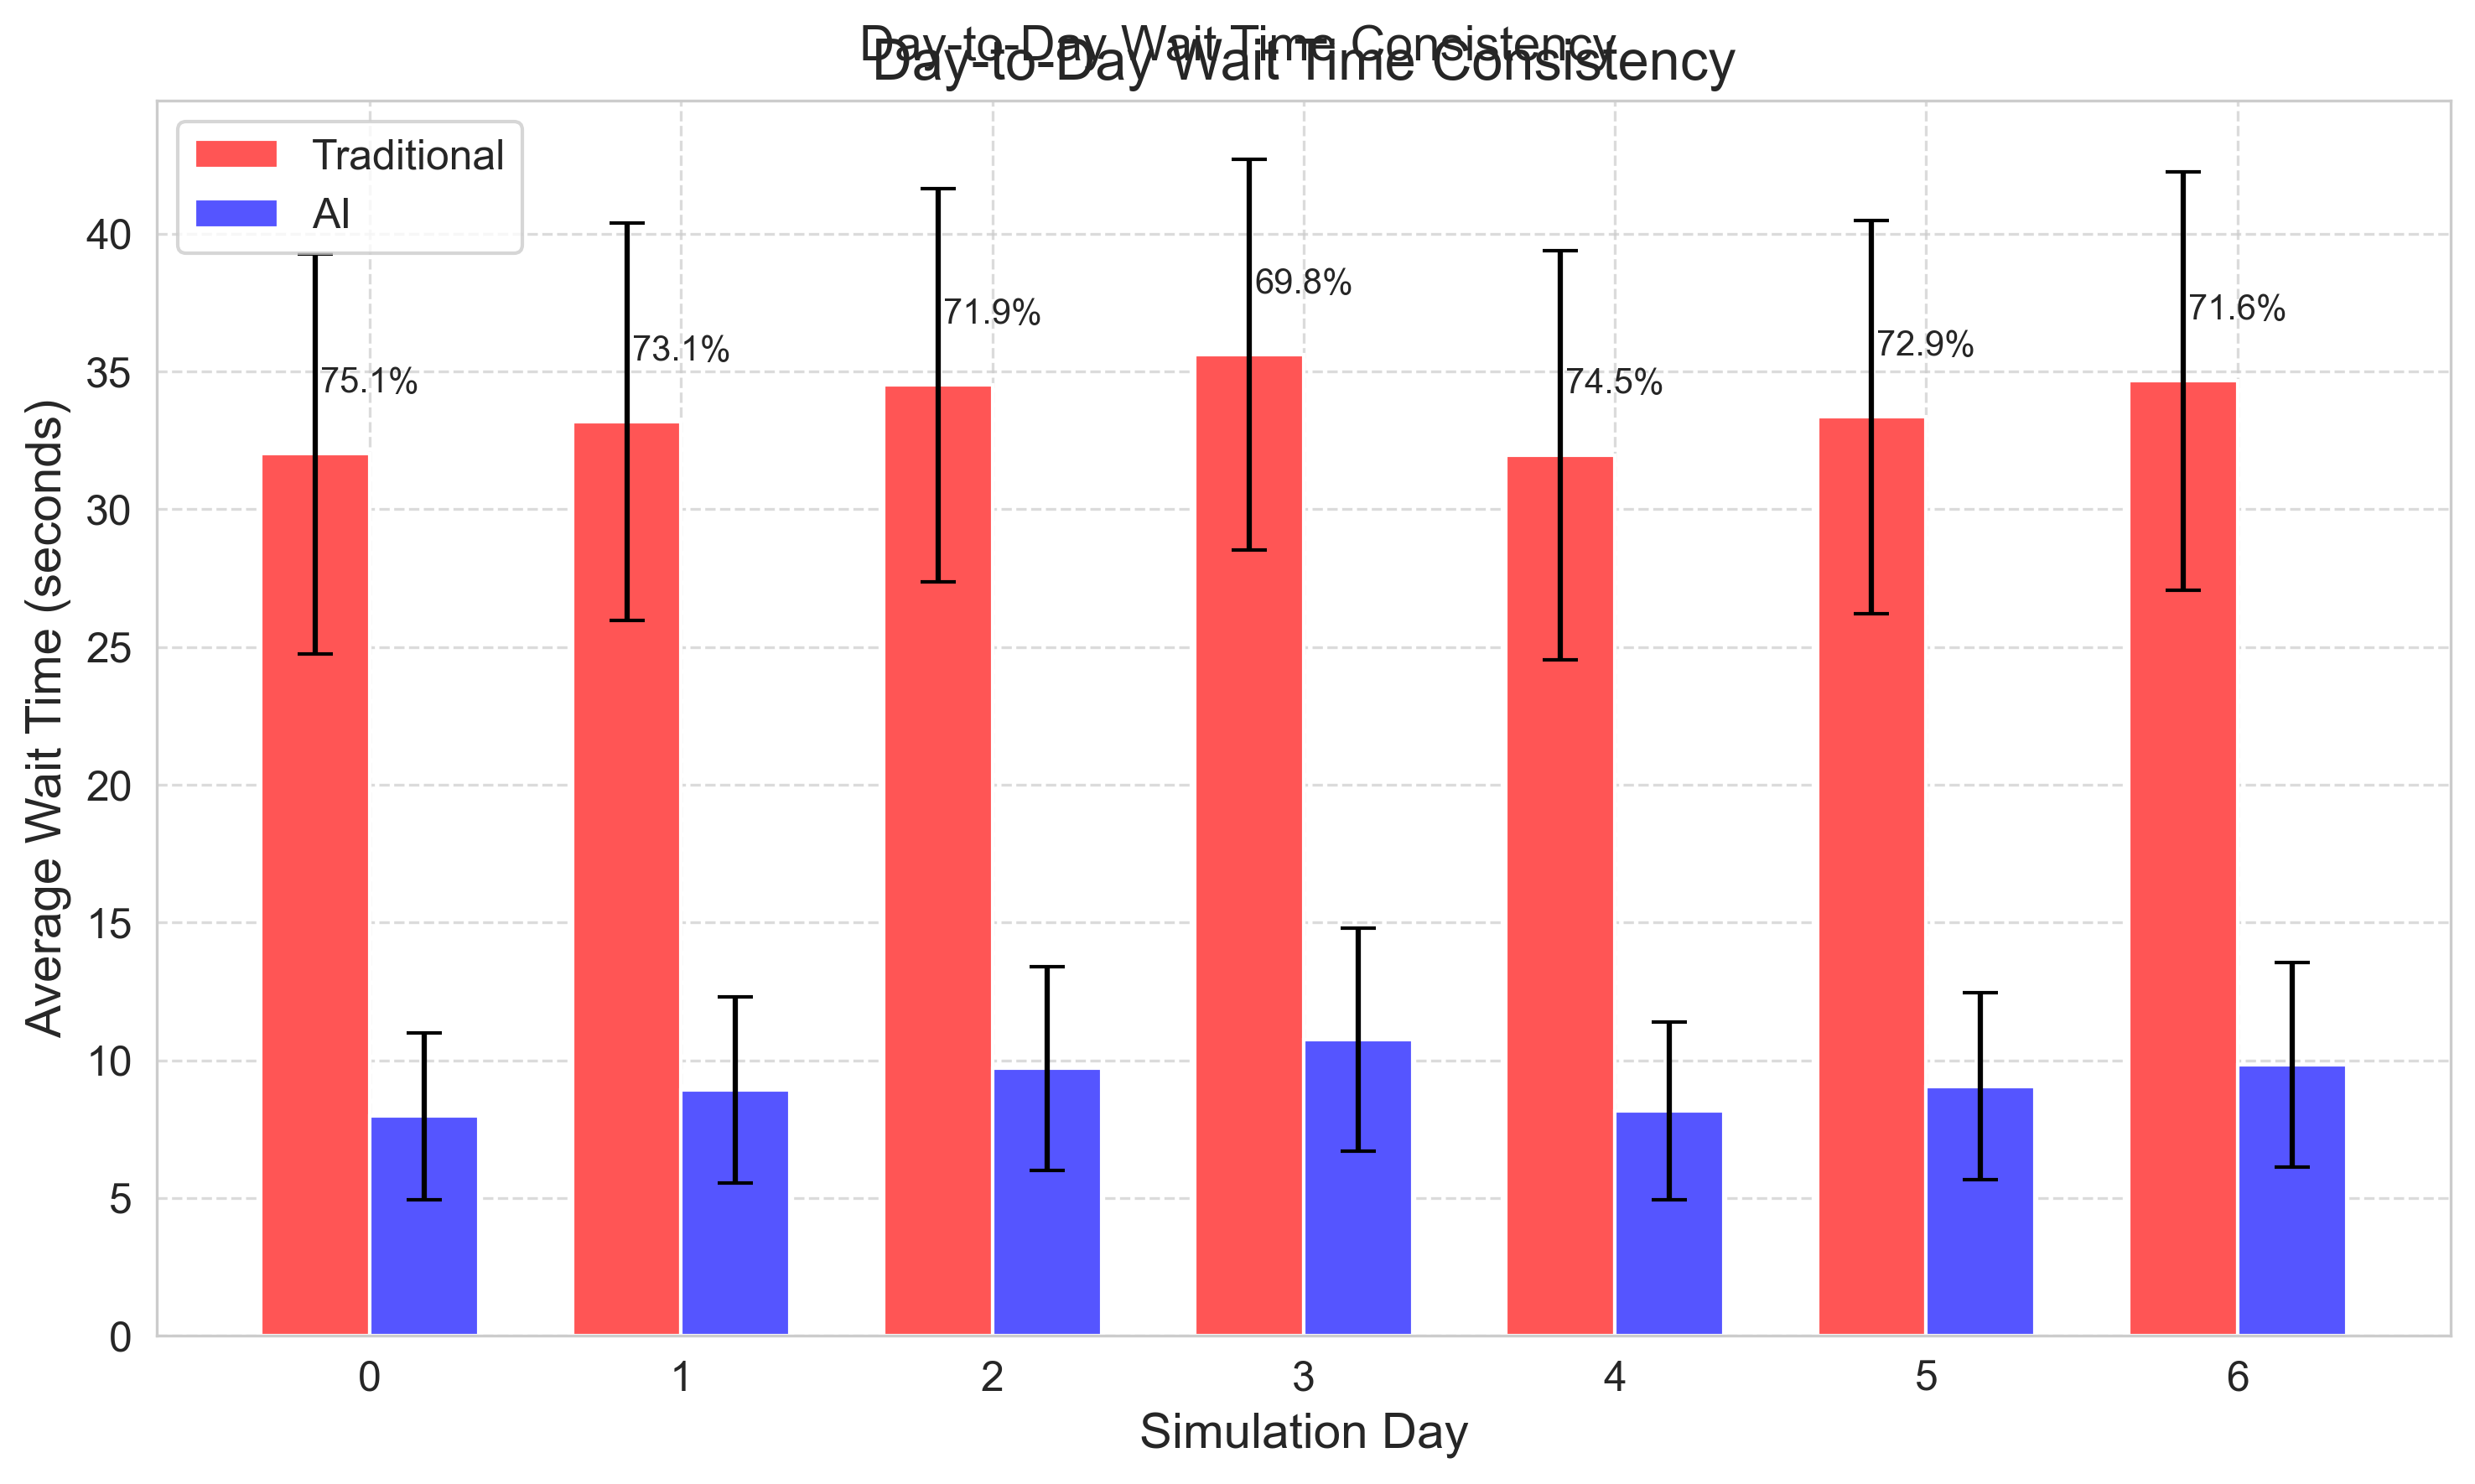 Day-to-Day Wait Time Consistency
Day-to-Day Wait Time Consistency
Traditional
AI
40
35
30
25
20
15
10
5
0
Average Wait Time (seconds)
75.1%
73.1%
71.9%
69.8%
74.5%
72.9%
71.6%
0 1 2 3 4 5 6
Simulation Day